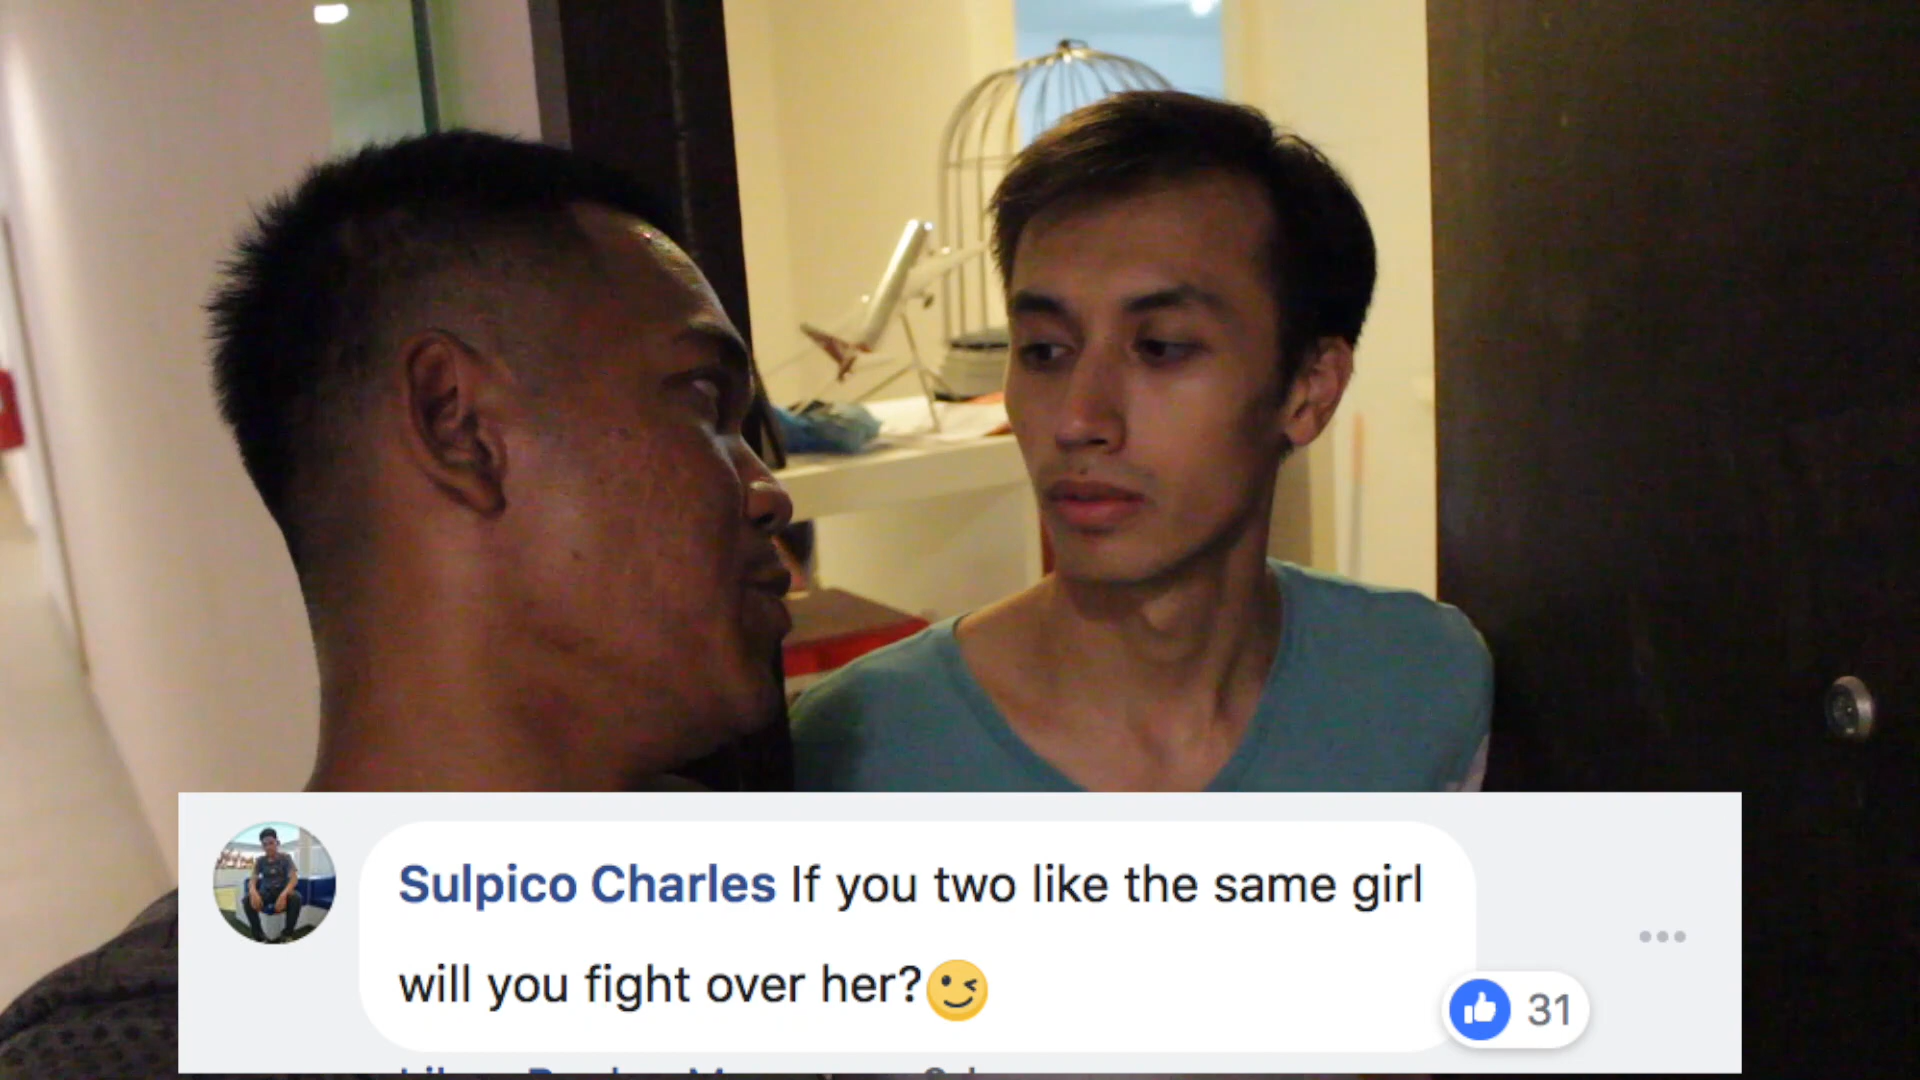 Sulpico Charles If you two like the same girl
will you fight over her?😉
31